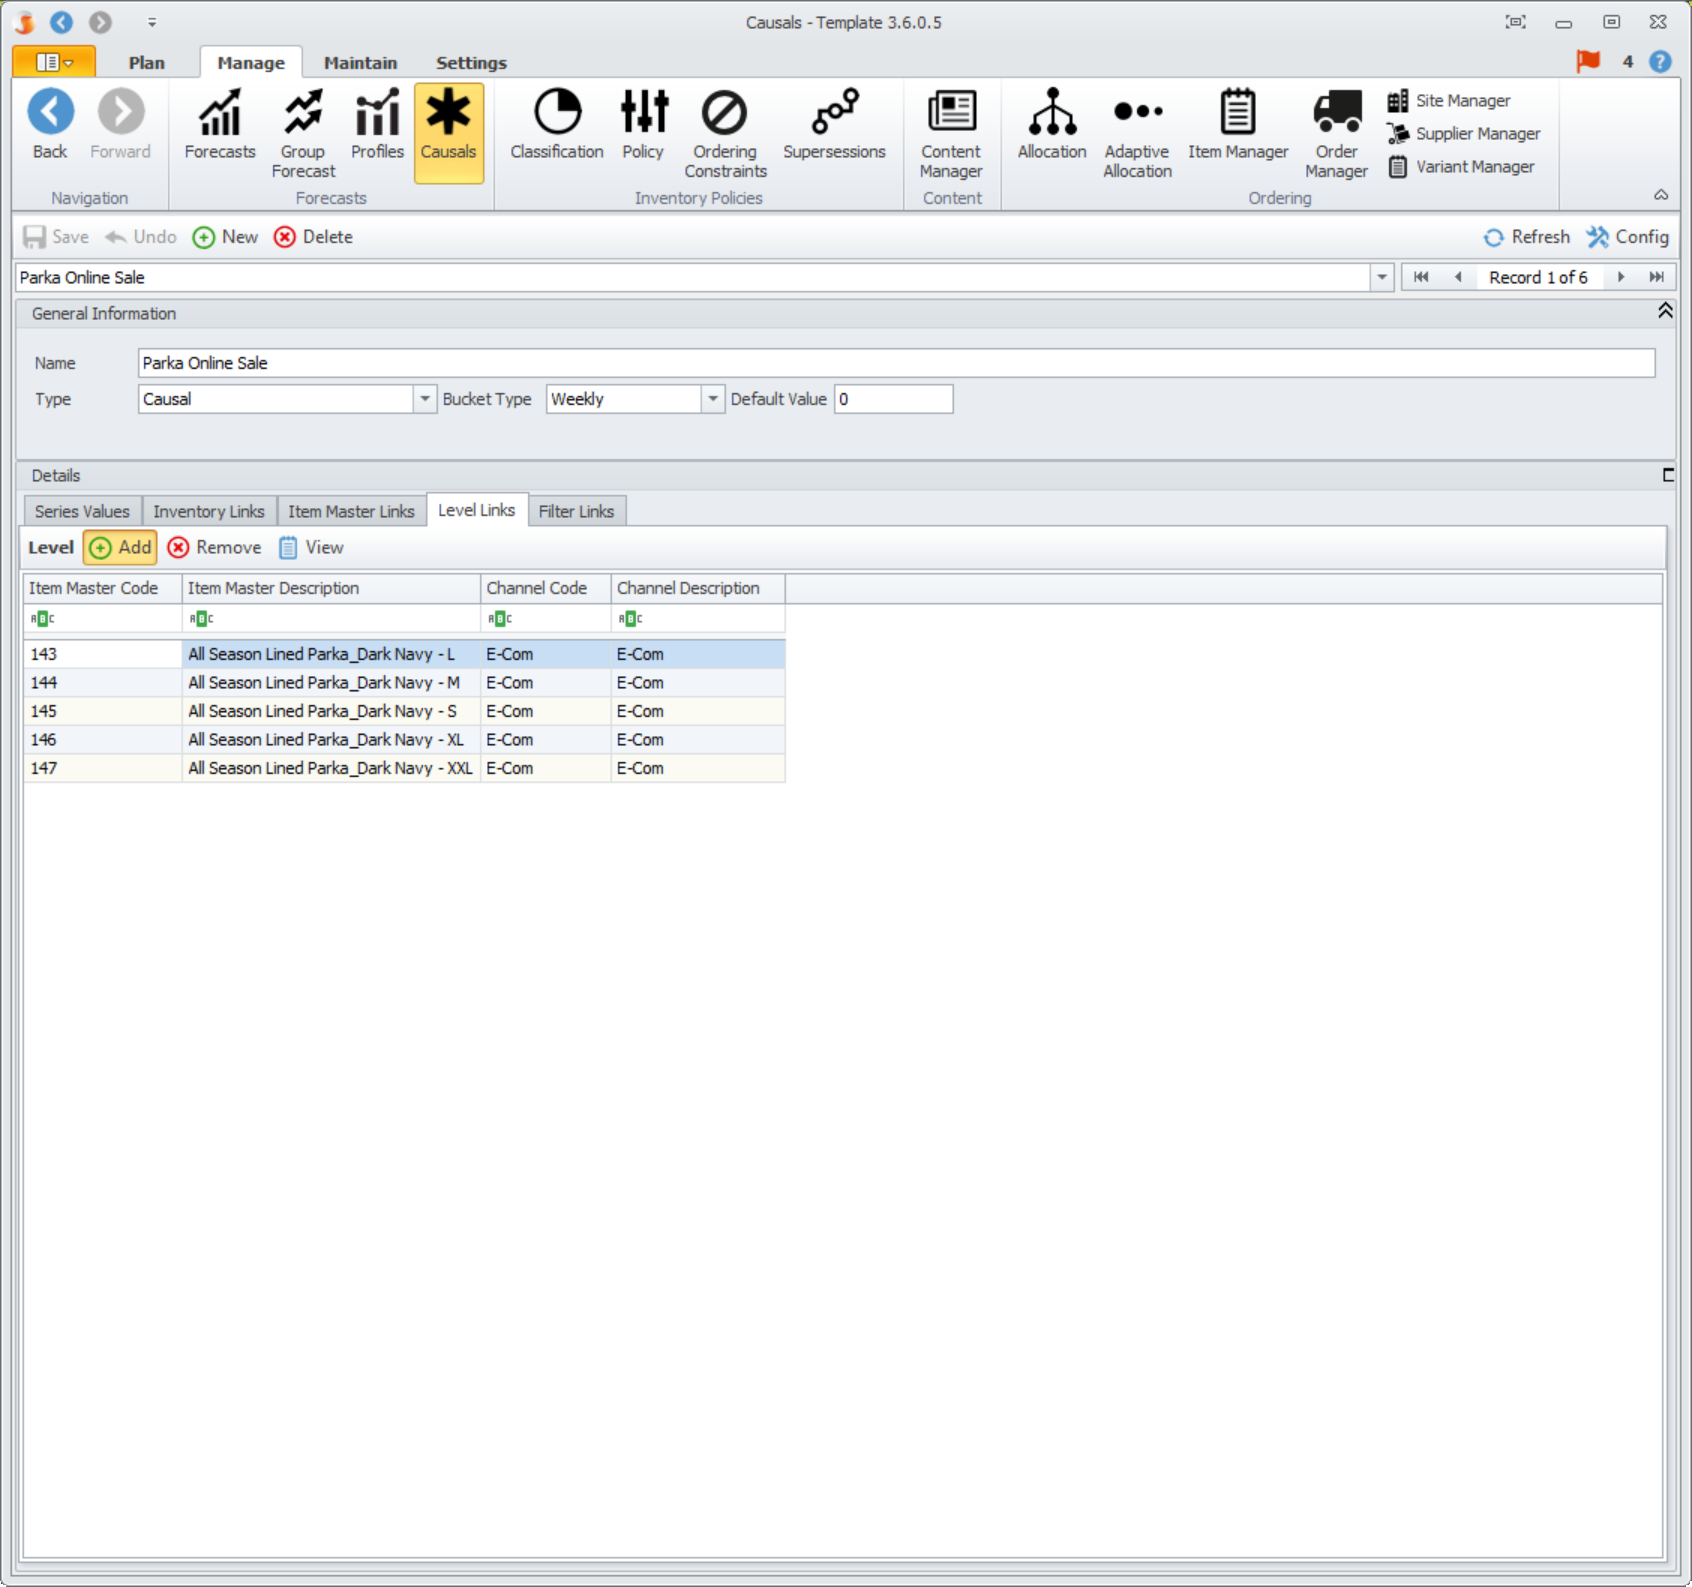 Causals - Template 3.6.0.5
Plan Manage Maintain Settings 4 ?
Back Forward Forecasts Group Forecast Profiles Causals Classification Policy Ordering Constraints Supersessions Content Manager Allocation Adaptive Allocation Item Manager Order Manager
Site Manager
Supplier Manager
Variant Manager
Navigation Forecasts Inventory Policies Content Ordering
Save Undo New Delete Refresh Config
Parka Online Sale Record 1 of 6
General Information
Name Parka Online Sale
Type Causal Bucket Type Weekly Default Value 0
Details
Series Values Inventory Links Item Master Links Level Links Filter Links
Level Add Remove View
Item Master Code Item Master Description Channel Code Channel Description
ABC ABC ABC ABC
143 All Season Lined Parka_Dark Navy - L E-Com E-Com
144 All Season Lined Parka_Dark Navy - M E-Com E-Com
145 All Season Lined Parka_Dark Navy - S E-Com E-Com
146 All Season Lined Parka_Dark Navy - XL E-Com E-Com
147 All Season Lined Parka_Dark Navy - XXL E-Com E-Com